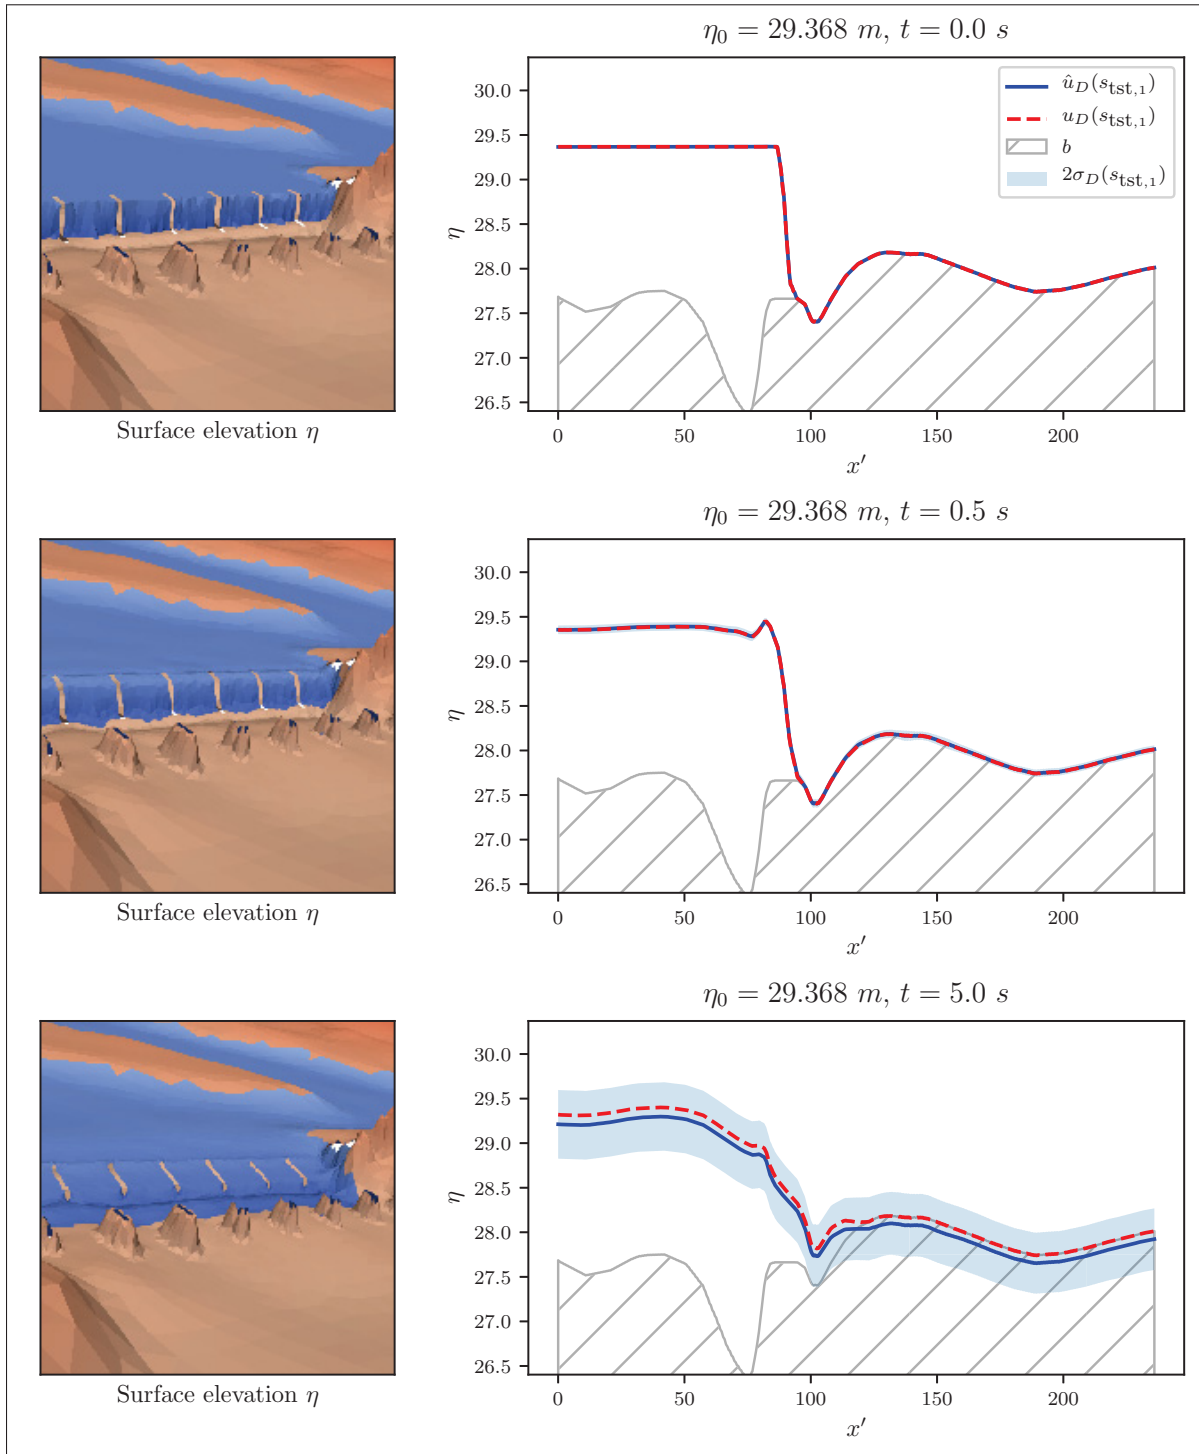 η₀ = 29.368 m, t = 0.0 s
30.0
29.5
29.0
28.5
28.0
27.5
27.0
26.5
η
0 50 100 150 200
x′
û_D(s_tst,1)
u_D(s_tst,1)
b
2σ_D(s_tst,1)
Surface elevation η
η₀ = 29.368 m, t = 0.5 s
30.0
29.5
29.0
28.5
28.0
27.5
27.0
26.5
η
0 50 100 150 200
x′
Surface elevation η
η₀ = 29.368 m, t = 5.0 s
30.0
29.5
29.0
28.5
28.0
27.5
27.0
26.5
η
0 50 100 150 200
x′
Surface elevation η